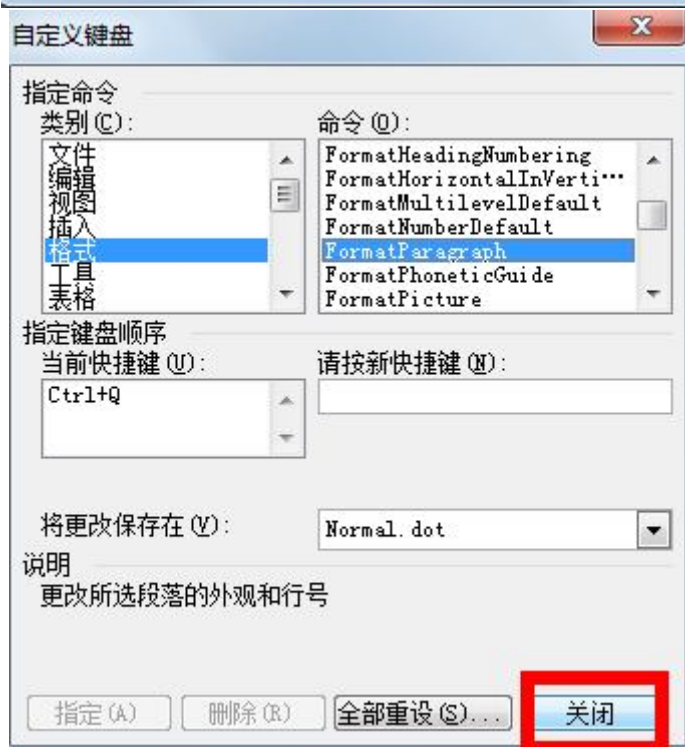 自定义键盘
指定命令
类别(C): 命令(O):
文件
编辑
视图
插入
格式
工具
表格
FormatHeadingNumbering
FormatHorizontalInVerti…
FormatMultilevelDefault
FormatNumberDefault
FormatParagraph
FormatPhoneticGuide
FormatPicture
指定键盘顺序
当前快捷键(U): 请按新快捷键(N):
Ctrl+Q
将更改保存在(V): Normal.dot
说明
更改所选段落的外观和行号
指定(A) 删除(R) 全部重设(S)... 关闭